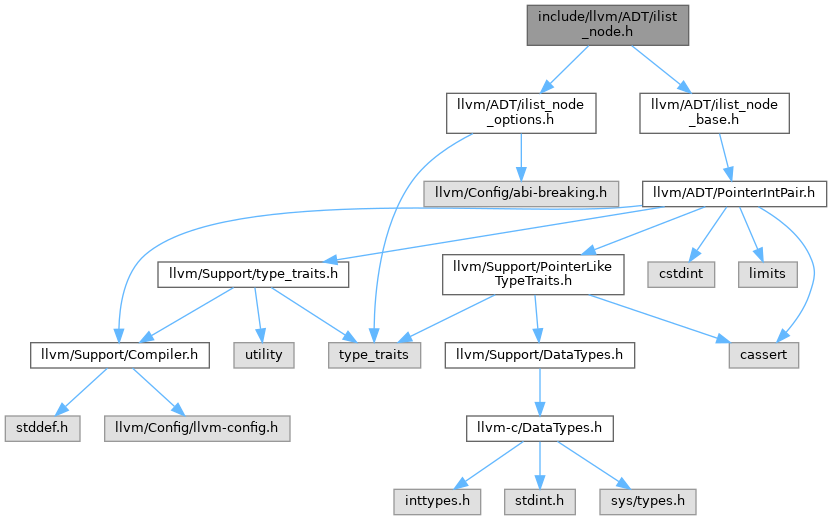 include/llvm/ADT/ilist
_node.h
llvm/ADT/ilist_node
_options.h
llvm/ADT/ilist_node
_base.h
llvm/Config/abi-breaking.h
llvm/ADT/PointerIntPair.h
llvm/Support/type_traits.h
llvm/Support/PointerLike
TypeTraits.h
cstdint
limits
llvm/Support/Compiler.h
utility
type_traits
llvm/Support/DataTypes.h
cassert
stddef.h
llvm/Config/llvm-config.h
llvm-c/DataTypes.h
inttypes.h
stdint.h
sys/types.h